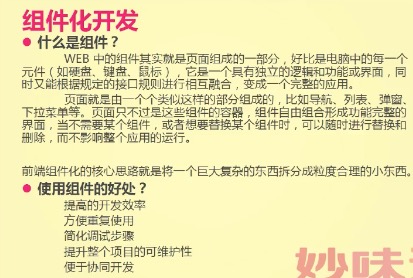 组件化开发
● 什么是组件？
WEB 中的组件其实就是页面组成的一部分，好比是电脑中的每一个
元件（如硬盘、键盘、鼠标），它是一个具有独立的逻辑和功能或界面，同
时又能根据规定的接口规则进行相互融合，变成一个完整的应用。
页面就是由一个个类似这样的部分组成的，比如导航、列表、弹窗、
下拉菜单等。页面只不过是这些组件的容器，组件自由组合形成功能完整的
界面，当不需要某个组件，或者想要替换某个组件时，可以随时进行替换和
删除，而不影响整个应用的运行。
前端组件化的核心思路就是将一个巨大复杂的东西拆分成粒度合理的小东西。
● 使用组件的好处？
提高的开发效率
方便重复使用
简化调试步骤
提升整个项目的可维护性
便于协同开发
妙味